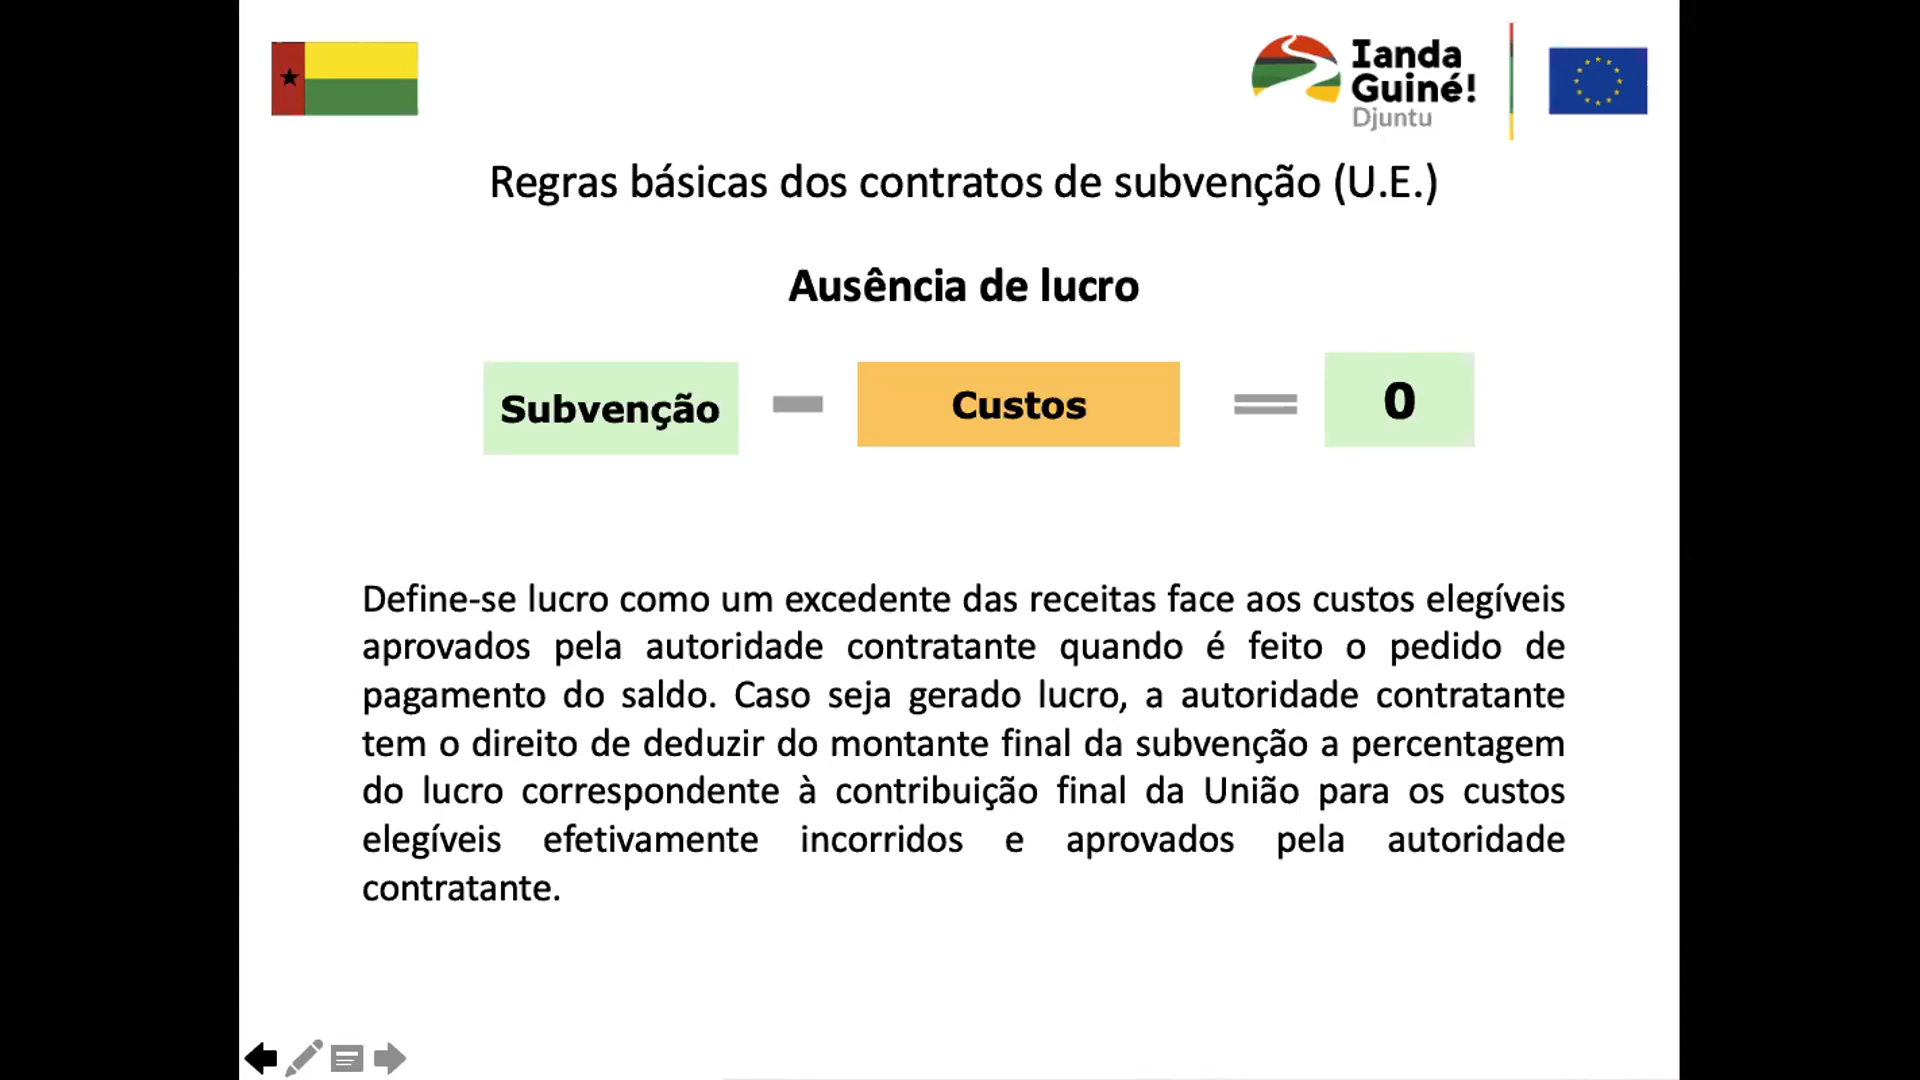 Ianda
Guiné!
Djuntu
Regras básicas dos contratos de subvenção (U.E.)
Ausência de lucro
Subvenção - Custos = 0
Define-se lucro como um excedente das receitas face aos custos elegíveis
aprovados pela autoridade contratante quando é feito o pedido de
pagamento do saldo. Caso seja gerado lucro, a autoridade contratante
tem o direito de deduzir do montante final da subvenção a percentagem
do lucro correspondente à contribuição final da União para os custos
elegíveis efetivamente incorridos e aprovados pela autoridade
contratante.